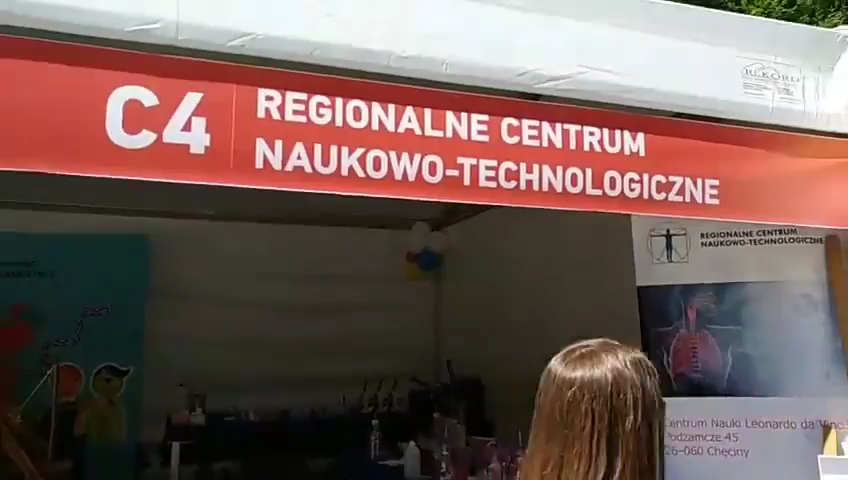 REKORD
C4
REGIONALNE CENTRUM
NAUKOWO-TECHNOLOGICZNE
REGIONALNE CENTRUM
NAUKOWO-TECHNOLOGICZNE
Centrum Nauki Leonardo da Vinci
Podzamcze 45
26-060 Chęciny